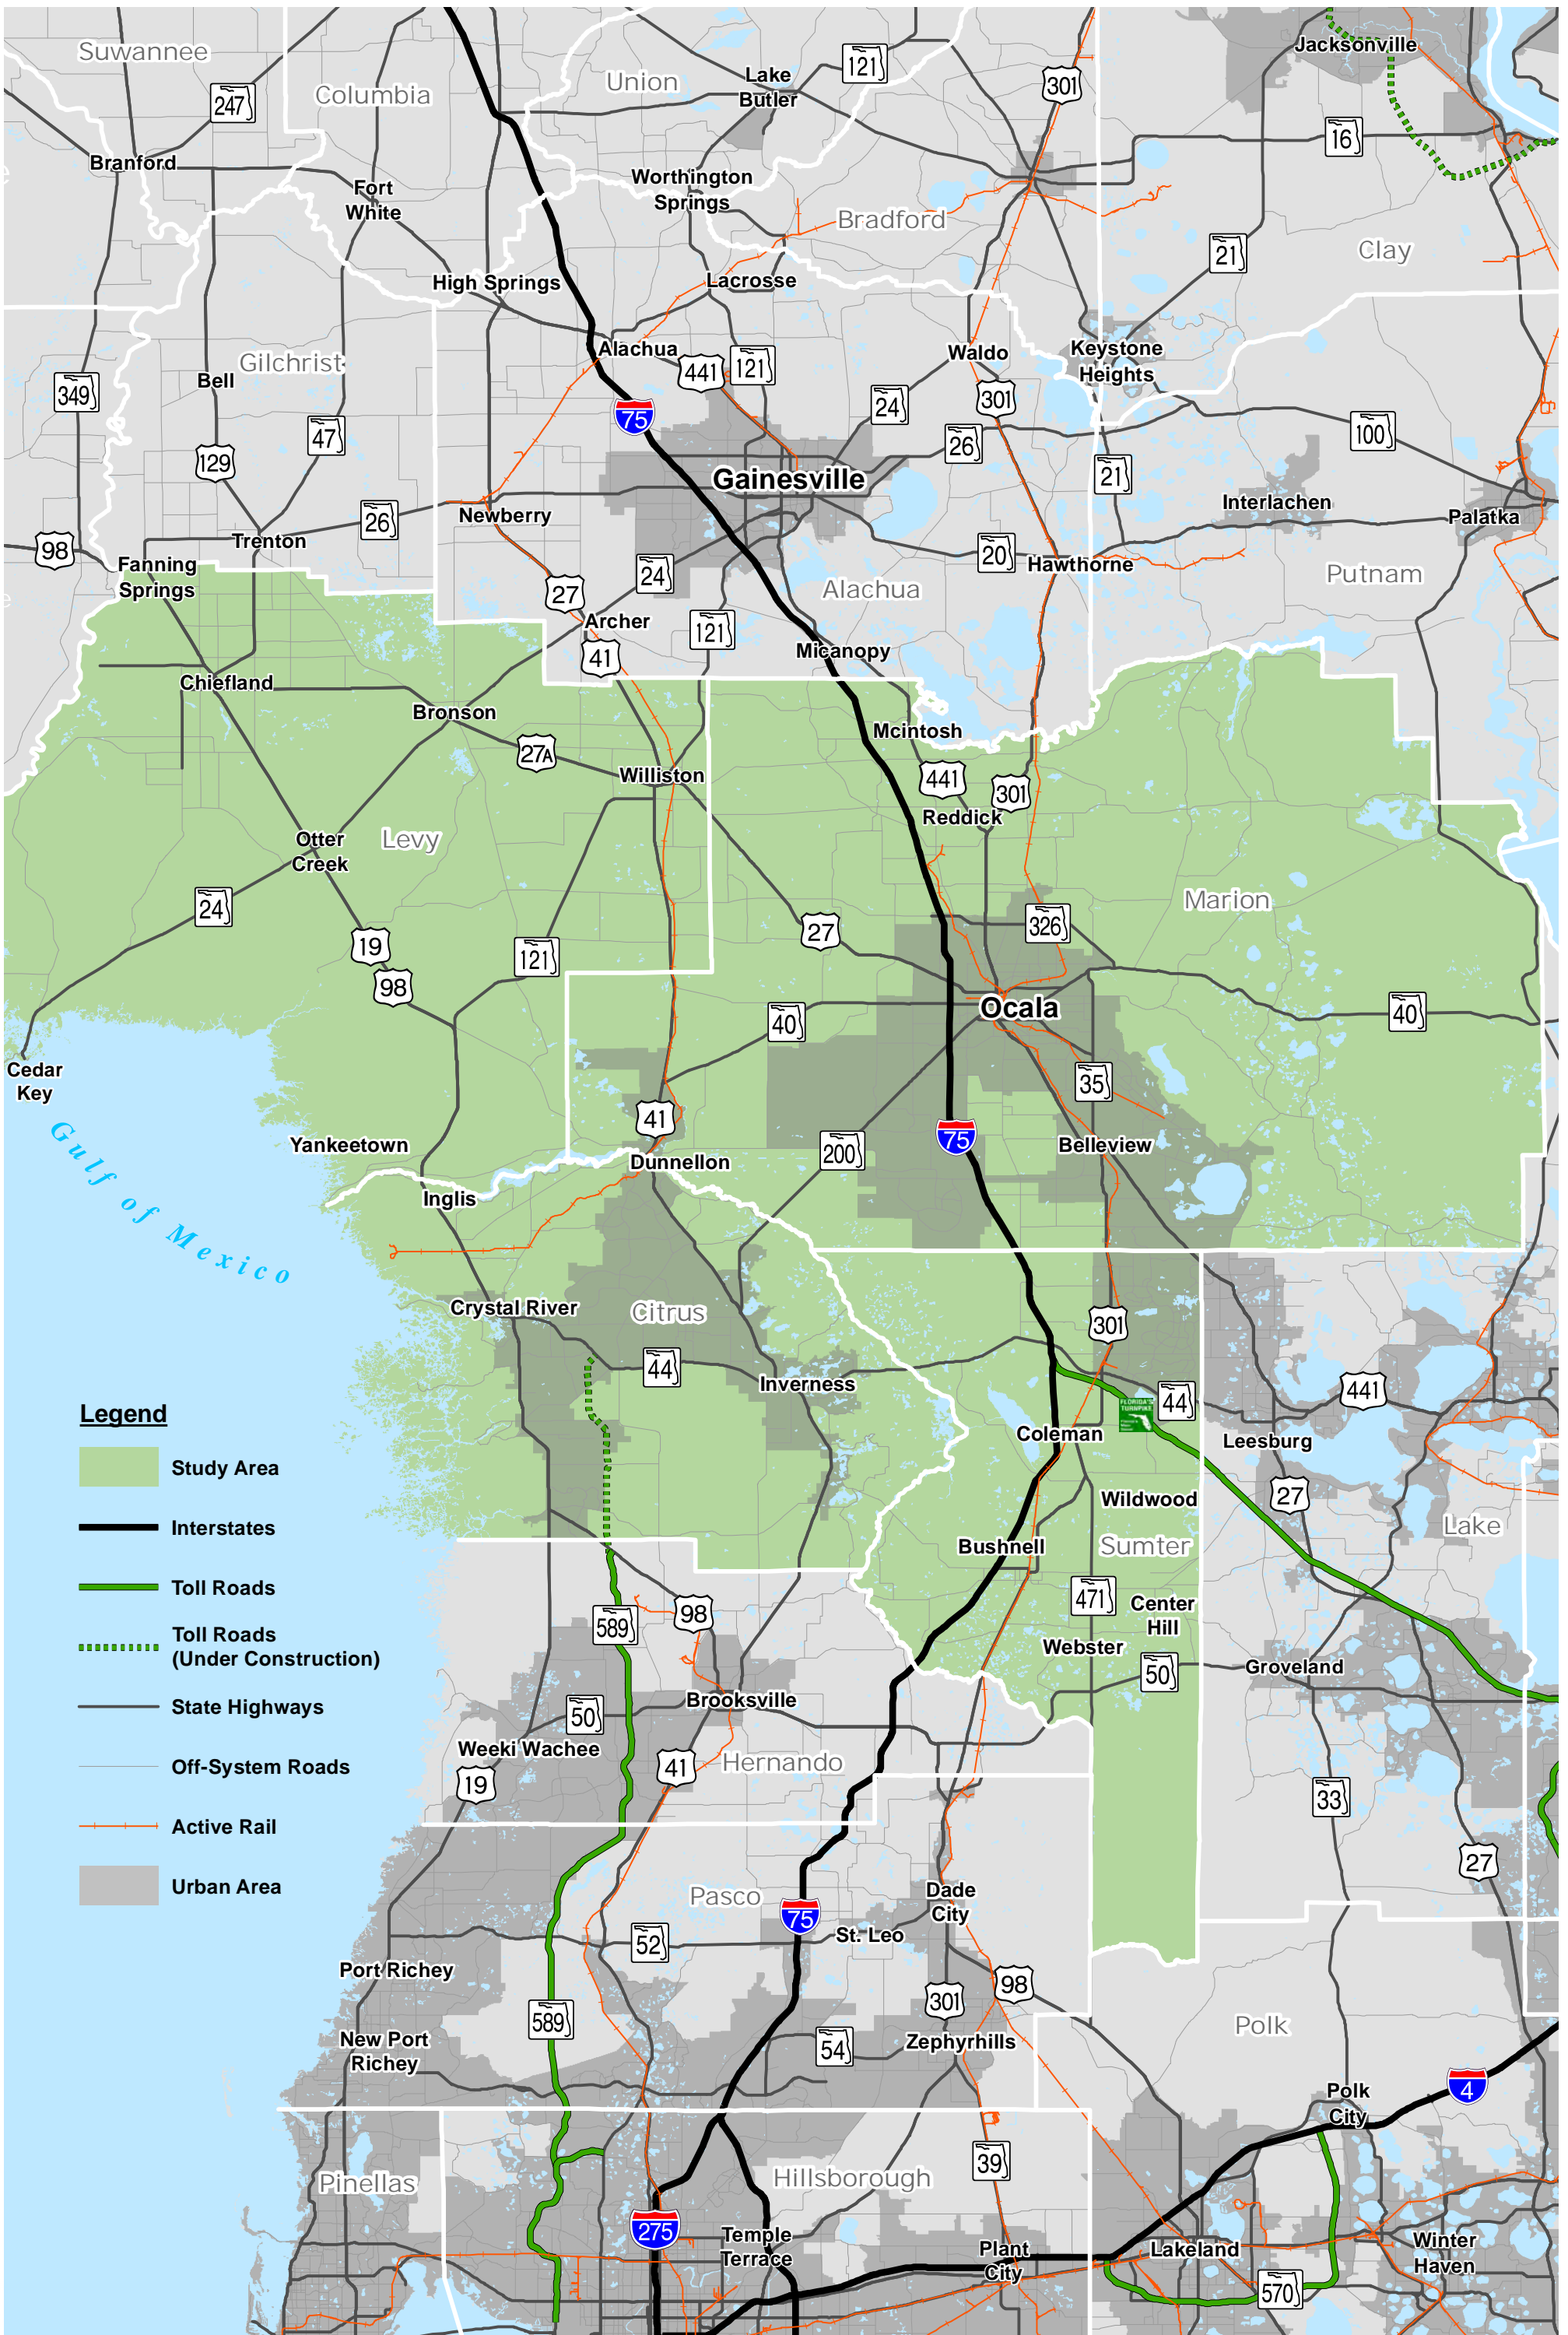 Suwannee
Columbia
Union
Lake
Butler
121
301
Jacksonville
247
16
Branford
Fort
White
Worthington
Springs
Bradford
21
Clay
High Springs
Lacrosse
Alachua
Waldo
Keystone
Heights
Gilchrist
Bell
349
441
121
24
301
75
47
26
100
129
21
Gainesville
Interlachen
Palatka
Newberry
26
98
Trenton
Fanning
Springs
24
20
Hawthorne
Putnam
27
Alachua
Archer
121
41
Micanopy
Chiefland
Bronson
Mcintosh
27A
Williston
441
301
Reddick
Otter
Creek
Levy
24
Marion
19
27
326
121
98
Ocala
40
40
Cedar
Key
35
41
75
Gulf of Mexico
Yankeetown
200
Belleview
Dunnellon
Inglis
Crystal River
Citrus
301
44
Inverness
441
44
FLORIDA'S
TURNPIKE
Legend
Coleman
Leesburg
Study Area
27
Wildwood
Interstates
Lake
Bushnell
Sumter
Toll Roads
471
Center
Hill
98
589
Toll Roads
(Under Construction)
Webster
50
Groveland
State Highways
Brooksville
50
Weeki Wachee
Off-System Roads
41
Hernando
19
33
Active Rail
27
Urban Area
Pasco
Dade
City
75
St. Leo
52
Port Richey
98
301
589
New Port
Richey
54
Zephyrhills
Polk
4
Polk
City
39
Pinellas
Hillsborough
275
Temple
Terrace
Plant
City
Lakeland
Winter
Haven
570